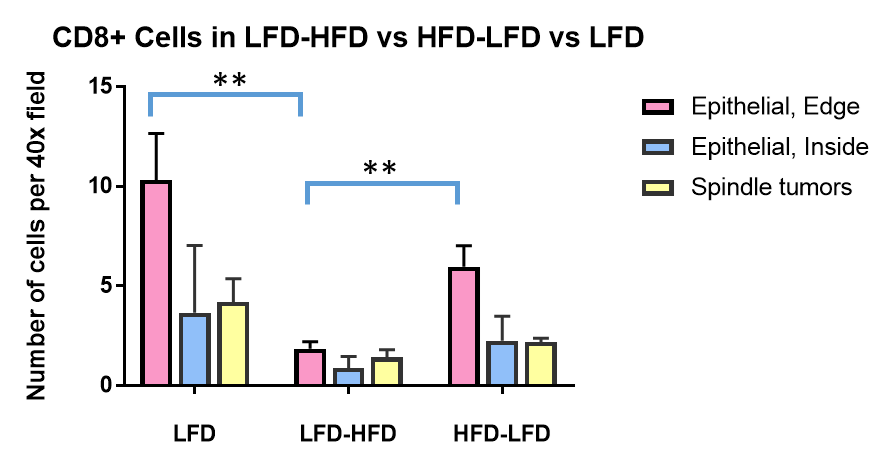 CD8+ Cells in LFD-HFD vs HFD-LFD vs LFD
Number of cells per 40x field
15
10
5
0
**
**
LFD
LFD-HFD
HFD-LFD
Epithelial, Edge
Epithelial, Inside
Spindle tumors